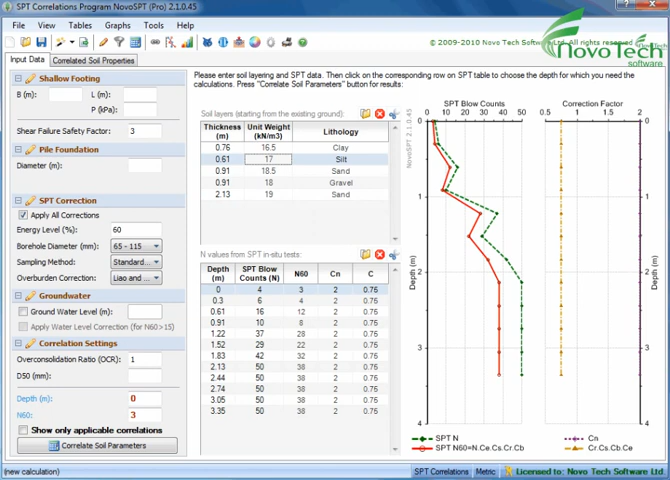 SPT Correlations Program NovoSPT (Pro) 2.1.0.45
File View Tables Graphs Tools Help
© 2009-2010 Novo Tech Software Ltd. All rights reserved
NovoTech
software
Input Data Correlated Soil Properties
Shallow Footing
B (m): L (m):
P (kPa):
Shear Failure Safety Factor: 3
Pile Foundation
Diameter (m):
SPT Correction
Apply All Corrections
Energy Level (%): 60
Borehole Diameter (mm): 65 - 115
Sampling Method: Standard...
Overburden Correction: Liao and ...
Groundwater
Ground Water Level (m):
Apply Water Level Correction (for N60>15)
Correlation Settings
Overconsolidation Ratio (OCR): 1
D50 (mm):
Depth (m): 0
N60: 3
Show only applicable correlations
Correlate Soil Parameters
Please enter soil layering and SPT data. Then click on the corresponding row on SPT table to choose the depth for which you need the
calculations. Press "Correlate Soil Parameters" button for results:
Soil layers (starting from the existing ground):
Thickness (m) Unit Weight (kN/m3) Lithology
0.76 16.5 Clay
0.61 17 Silt
0.91 18.5 Sand
0.91 18 Gravel
2.13 19 Sand
N values from SPT in-situ tests:
Depth (m) SPT Blow Counts (N) N60 Cn C
0 4 3 2 0.75
0.3 6 4 2 0.75
0.61 16 12 2 0.75
0.91 10 8 2 0.75
1.22 37 28 2 0.75
1.52 29 22 2 0.75
1.83 42 32 2 0.75
2.13 50 38 2 0.75
2.44 50 38 2 0.75
2.74 50 38 2 0.75
3.05 50 38 2 0.75
3.35 50 38 2 0.75
NovoSPT 2.1.0.45
SPT Blow Counts
0 10 20 30 40 50
Depth (m)
0
1
2
3
4
Correction Factor
0 1 2
0
1
2
3
4
Depth (m)
SPT N
SPT N60=N.Ce.Cs.Cr.Cb
Cn
Cr.Cs.Cb.Ce
(new calculation) SPT Correlations Metric Licensed to: Novo Tech Software Ltd.